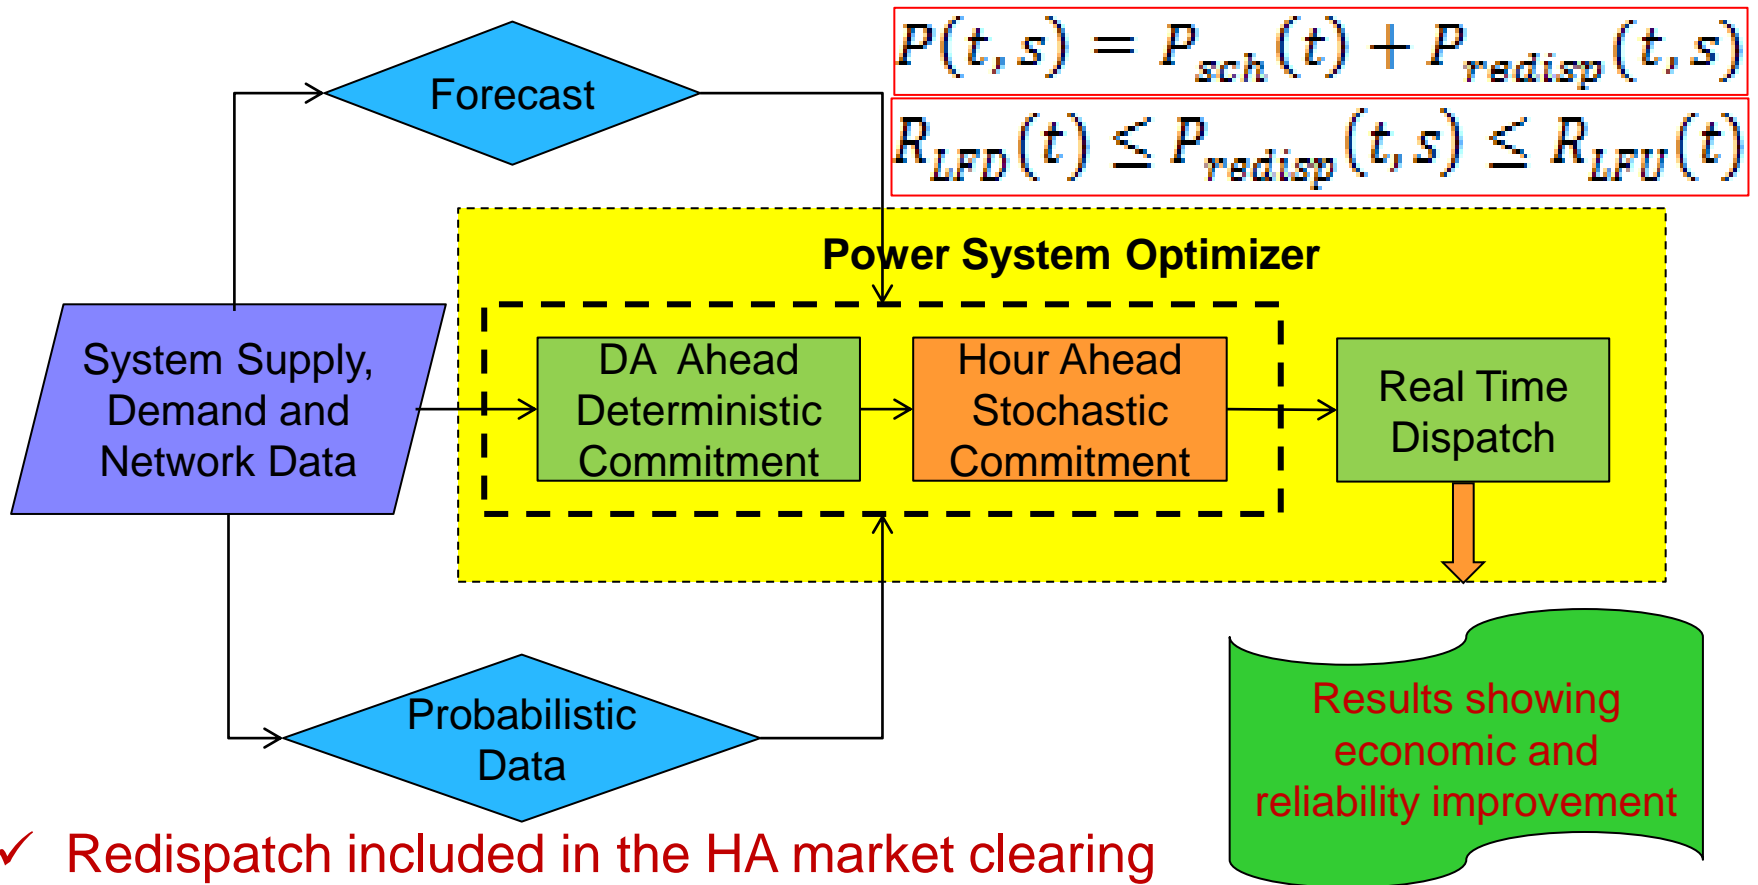 P(t,s) = P_sch(t) + P_redisp(t,s)
R_LFD(t) ≤ P_redisp(t,s) ≤ R_LFU(t)
Forecast
Power System Optimizer
System Supply,
Demand and
Network Data
DA Ahead
Deterministic
Commitment
Hour Ahead
Stochastic
Commitment
Real Time
Dispatch
Probabilistic
Data
Results showing
economic and
reliability improvement
✓ Redispatch included in the HA market clearing